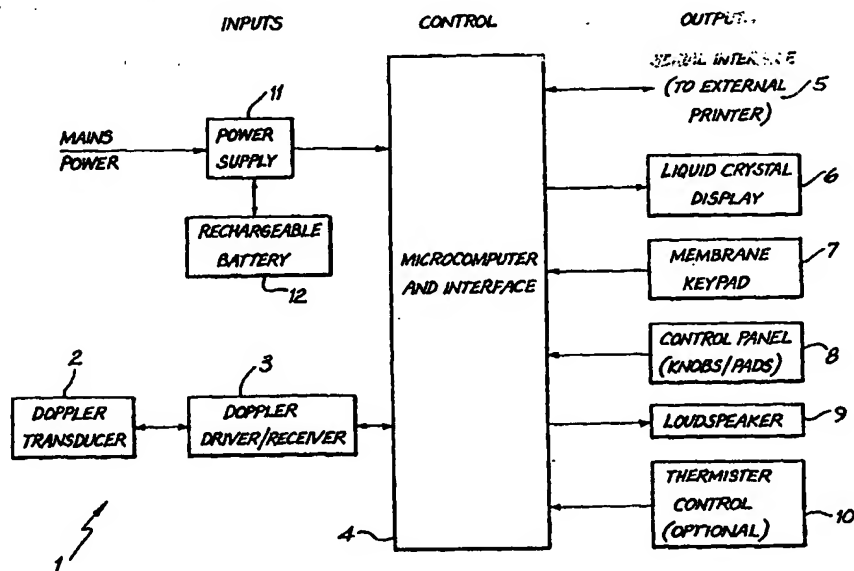 INPUTS
CONTROL
OUTPUT
11
MAINS
POWER
POWER
SUPPLY
RECHARGEABLE
BATTERY
12
2
DOPPLER
TRANSDUCER
3
DOPPLER
DRIVER/RECEIVER
1
MICROCOMPUTER
AND INTERFACE
4
SERIAL INTERFACE
(TO EXTERNAL
PRINTER)
5
LIQUID CRYSTAL
DISPLAY
6
MEMBRANE
KEYPAD
7
CONTROL PANEL
(KNOBS/PADS)
8
LOUDSPEAKER
9
THERMISTER
CONTROL
(OPTIONAL)
10